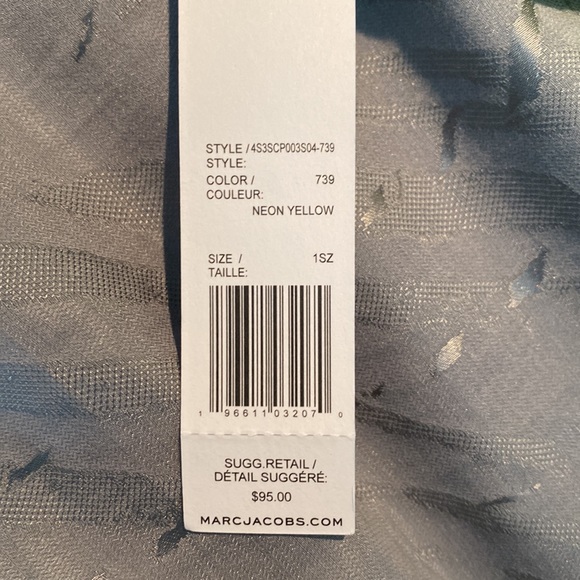 STYLE / 4S3SCP003S04-739
STYLE:
COLOR / 739
COULEUR:
NEON YELLOW
SIZE / 1SZ
TAILLE:
1 96611 03207 0
SUGG.RETAIL /
DÉTAIL SUGGÉRÉ:
$95.00
MARCJACOBS.COM